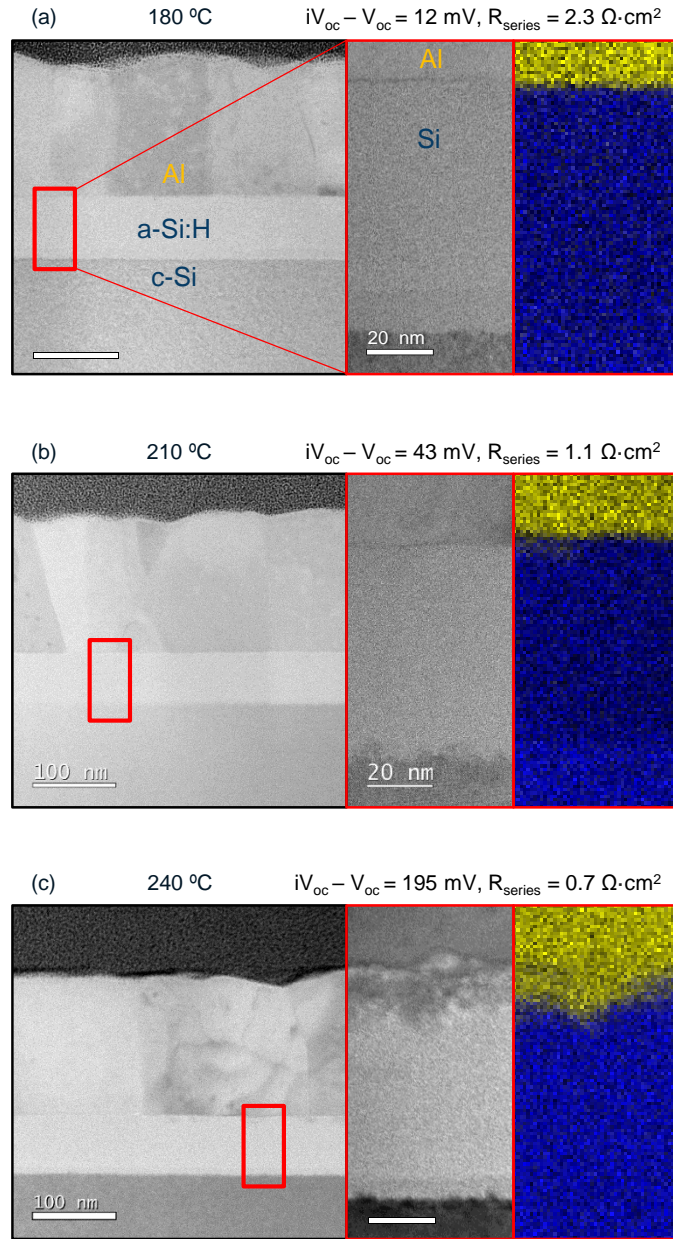 (a) 180 ºC iVoc – Voc = 12 mV, Rseries = 2.3 Ω·cm²
Al
Al
Si
a-Si:H
c-Si
20 nm
(b) 210 ºC iVoc – Voc = 43 mV, Rseries = 1.1 Ω·cm²
100 nm
20 nm
(c) 240 ºC iVoc – Voc = 195 mV, Rseries = 0.7 Ω·cm²
100 nm